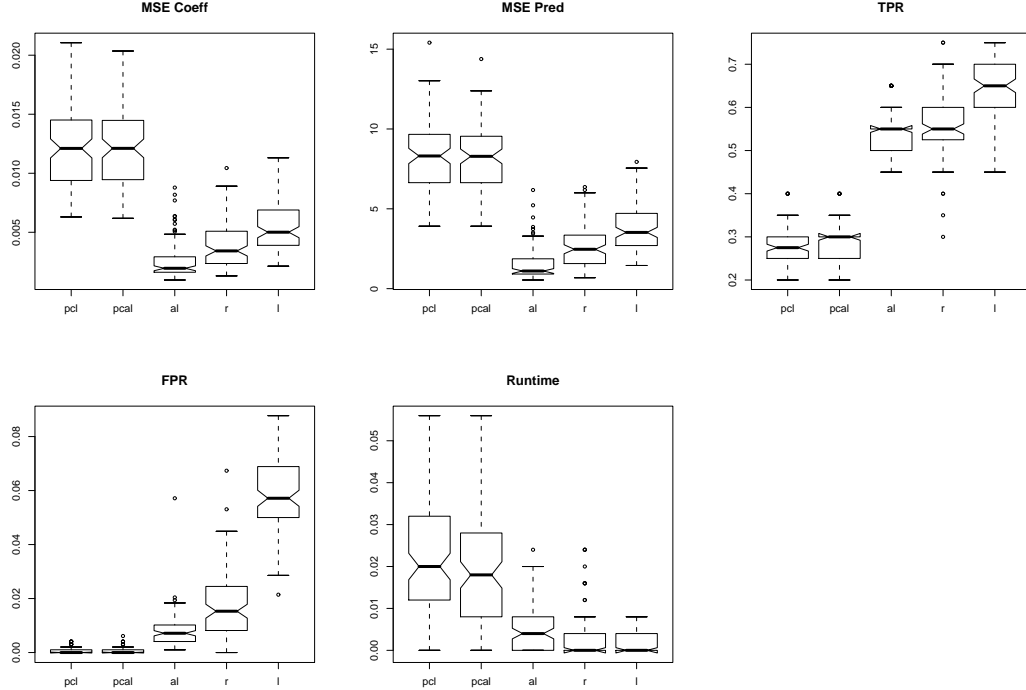 MSE Coeff
0.005 0.010 0.015 0.020
pcl pcal al r l
MSE Pred
0 5 10 15
pcl pcal al r l
TPR
0.2 0.3 0.4 0.5 0.6 0.7
pcl pcal al r l
FPR
0.00 0.02 0.04 0.06 0.08
pcl pcal al r l
Runtime
0.00 0.01 0.02 0.03 0.04 0.05
pcl pcal al r l